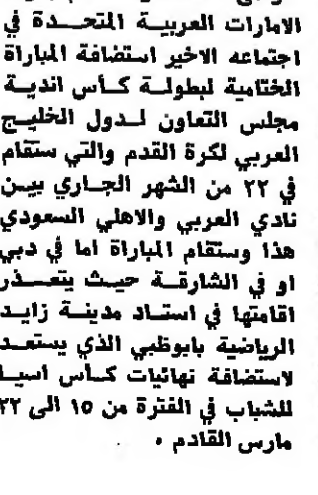 الامارات العربية المتحدة في
اجتماعه الاخير استضافة المباراة
الختامية لبطولة كأس اندية
مجلس التعاون لدول الخليج
العربي لكرة القدم والتي ستقام
في ٢٢ من الشهر الجاري بين
نادي العربي والاهلي السعودي
هذا وستقام المباراة اما في دبي
او في الشارقة حيث يتعذر
اقامتها في استاد مدينة زايد
الرياضية بابوظبي الذي يستعد
لاستضافة نهائيات كأس اسيا
للشباب في الفترة من ١٥ الى ٢٢
مارس القادم .